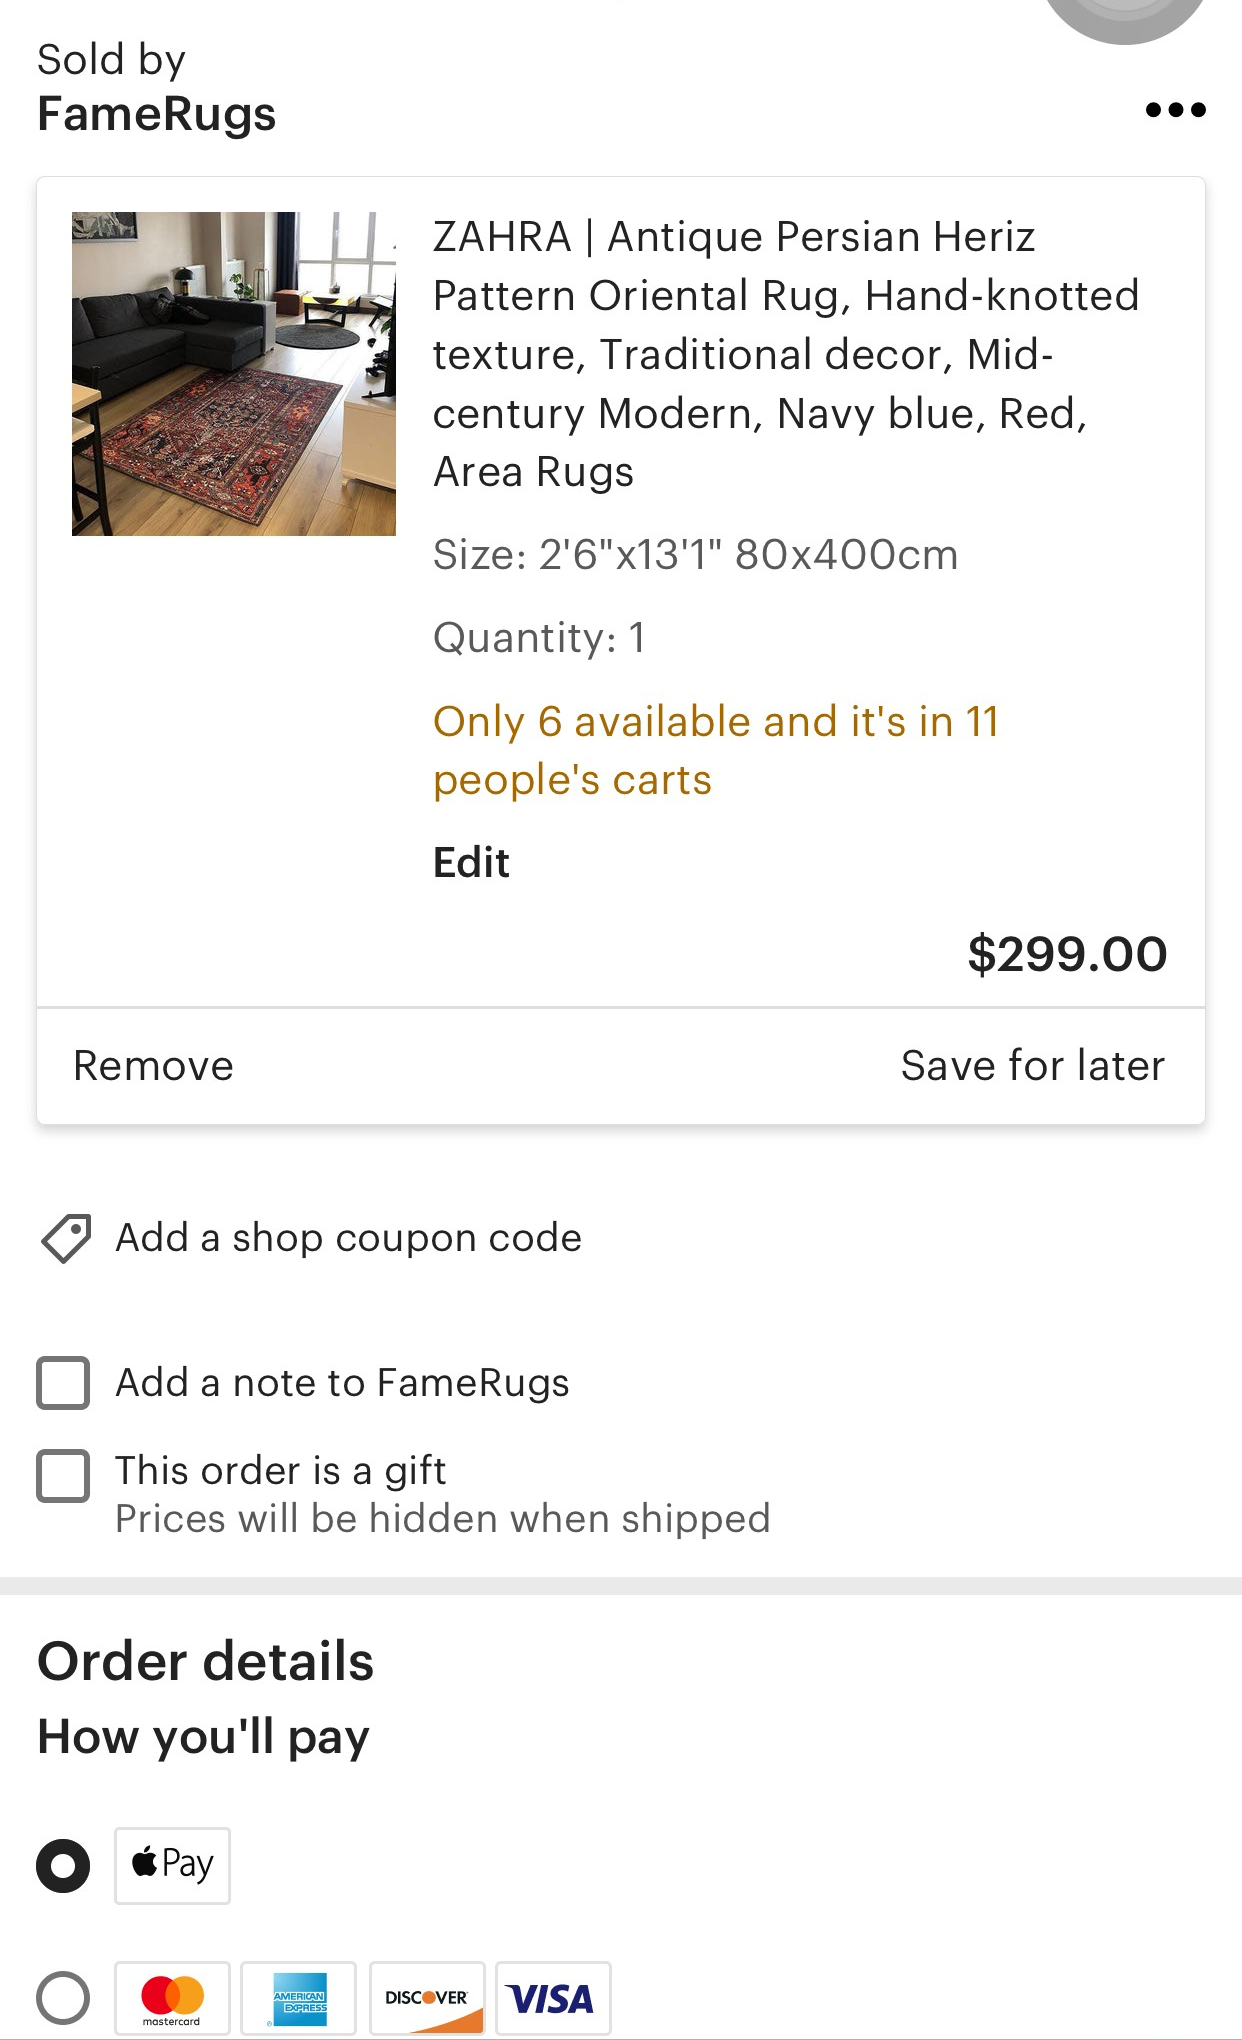 Sold by
FameRugs
ZAHRA | Antique Persian Heriz
Pattern Oriental Rug, Hand-knotted
texture, Traditional decor, Mid-
century Modern, Navy blue, Red,
Area Rugs
Size: 2'6"x13'1" 80x400cm
Quantity: 1
Only 6 available and it's in 11
people's carts
Edit
$299.00
Remove
Save for later
Add a shop coupon code
Add a note to FameRugs
This order is a gift
Prices will be hidden when shipped
Order details
How you'll pay
Pay
mastercard
AMERICAN
EXPRESS
DISCOVER
VISA